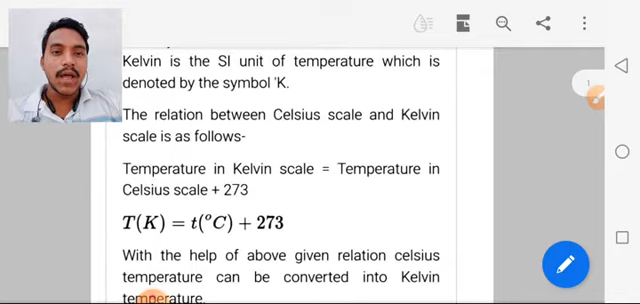 Kelvin is the SI unit of temperature which is
denoted by the symbol 'K.
The relation between Celsius scale and Kelvin
scale is as follows-
Temperature in Kelvin scale = Temperature in
Celsius scale + 273
T(K) = t(°C) + 273
With the help of above given relation celsius
temperature can be converted into Kelvin
temperature.
1